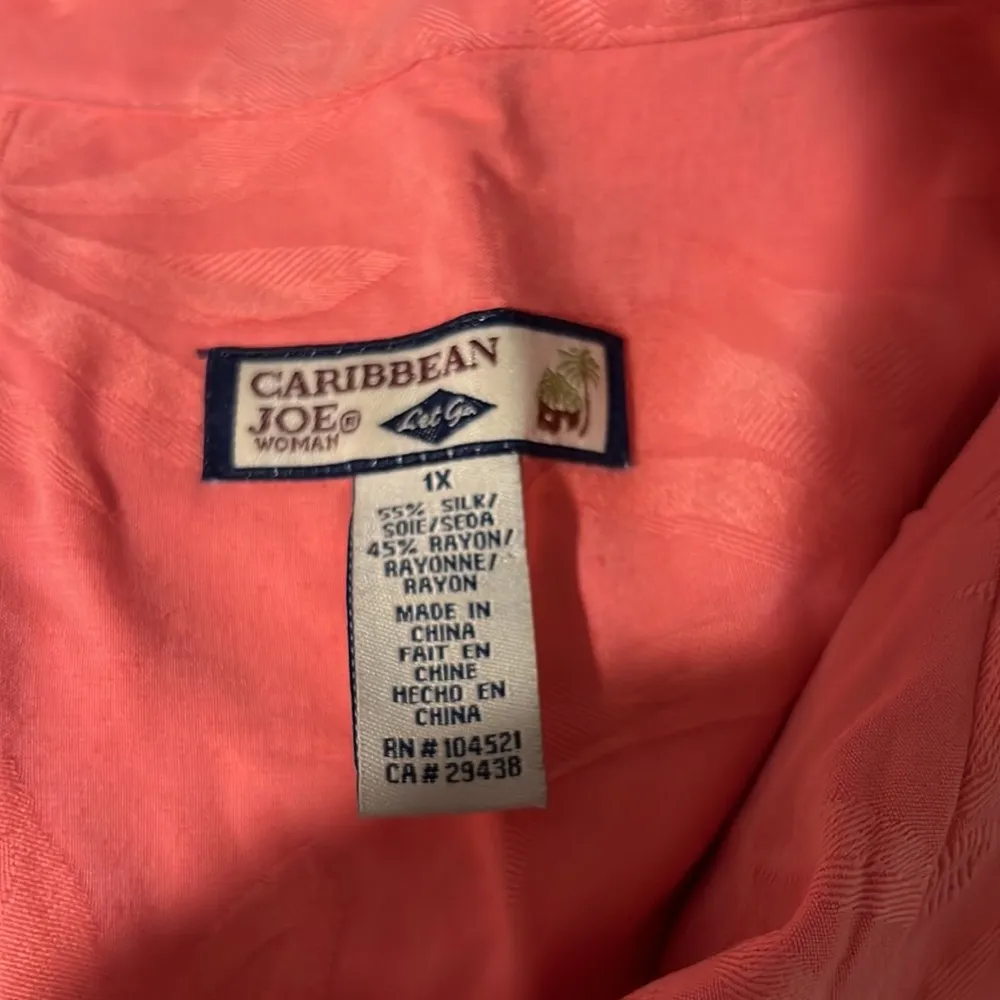 CARIBBEAN
JOE®
WOMAN
Let Go
1X
55% SILK/
SOIE/SEDA
45% RAYON/
RAYONNE/
RAYON
MADE IN
CHINA
FAIT EN
CHINE
HECHO EN
CHINA
RN # 104521
CA # 29438